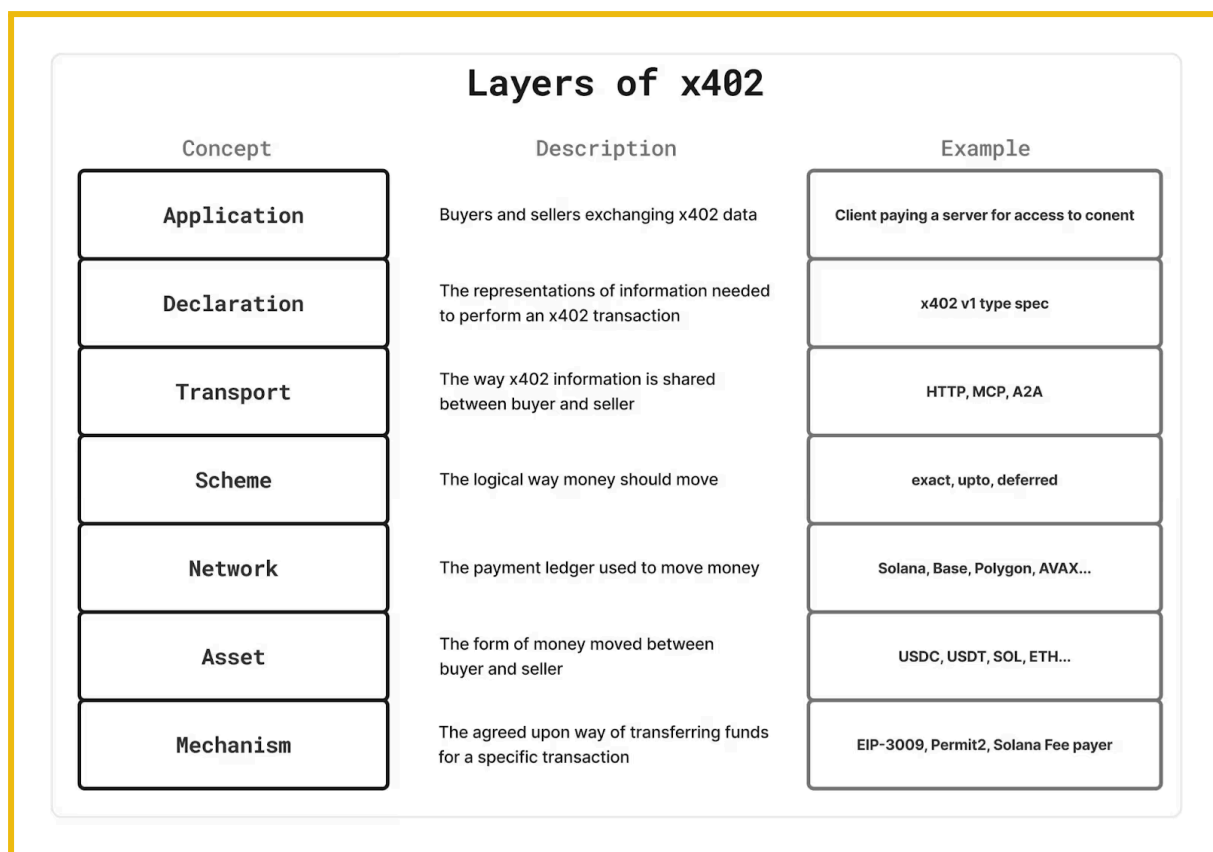 Layers of x402
Concept
Description
Example
Application
Buyers and sellers exchanging x402 data
Client paying a server for access to conent
Declaration
The representations of information needed
to perform an x402 transaction
x402 v1 type spec
Transport
The way x402 information is shared
between buyer and seller
HTTP, MCP, A2A
Scheme
The logical way money should move
exact, upto, deferred
Network
The payment ledger used to move money
Solana, Base, Polygon, AVAX...
Asset
The form of money moved between
buyer and seller
USDC, USDT, SOL, ETH...
Mechanism
The agreed upon way of transferring funds
for a specific transaction
EIP-3009, Permit2, Solana Fee payer